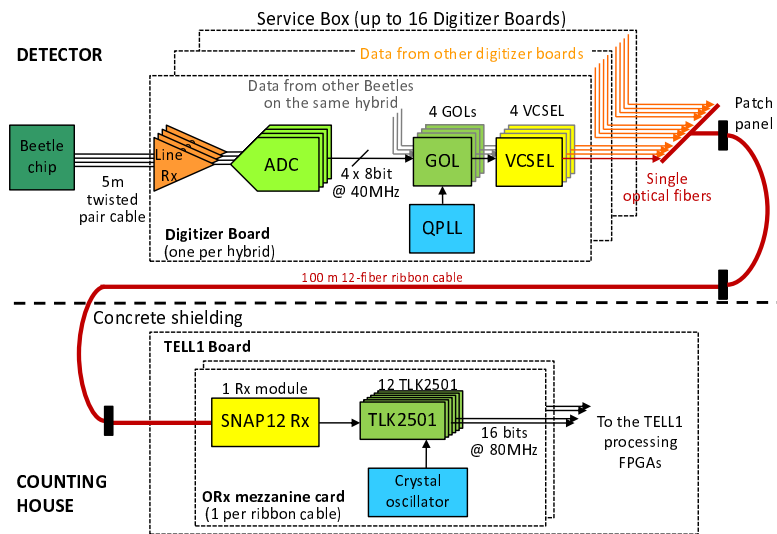 Service Box (up to 16 Digitizer Boards)
DETECTOR
Data from other digitizer boards
Data from other Beetles
on the same hybrid
4 GOLs
4 VCSEL
Patch
panel
Beetle
chip
Line
Rx
ADC
GOL
VCSEL
5m
twisted
pair cable
4 x 8bit
@ 40MHz
Single
optical fibers
QPLL
Digitizer Board
(one per hybrid)
100 m 12-fiber ribbon cable
Concrete shielding
TELL1 Board
1 Rx module
12 TLK2501
SNAP12 Rx
TLK2501
16 bits
@ 80MHz
To the TELL1
processing
FPGAs
Crystal
oscillator
COUNTING
HOUSE
ORx mezzanine card
(1 per ribbon cable)